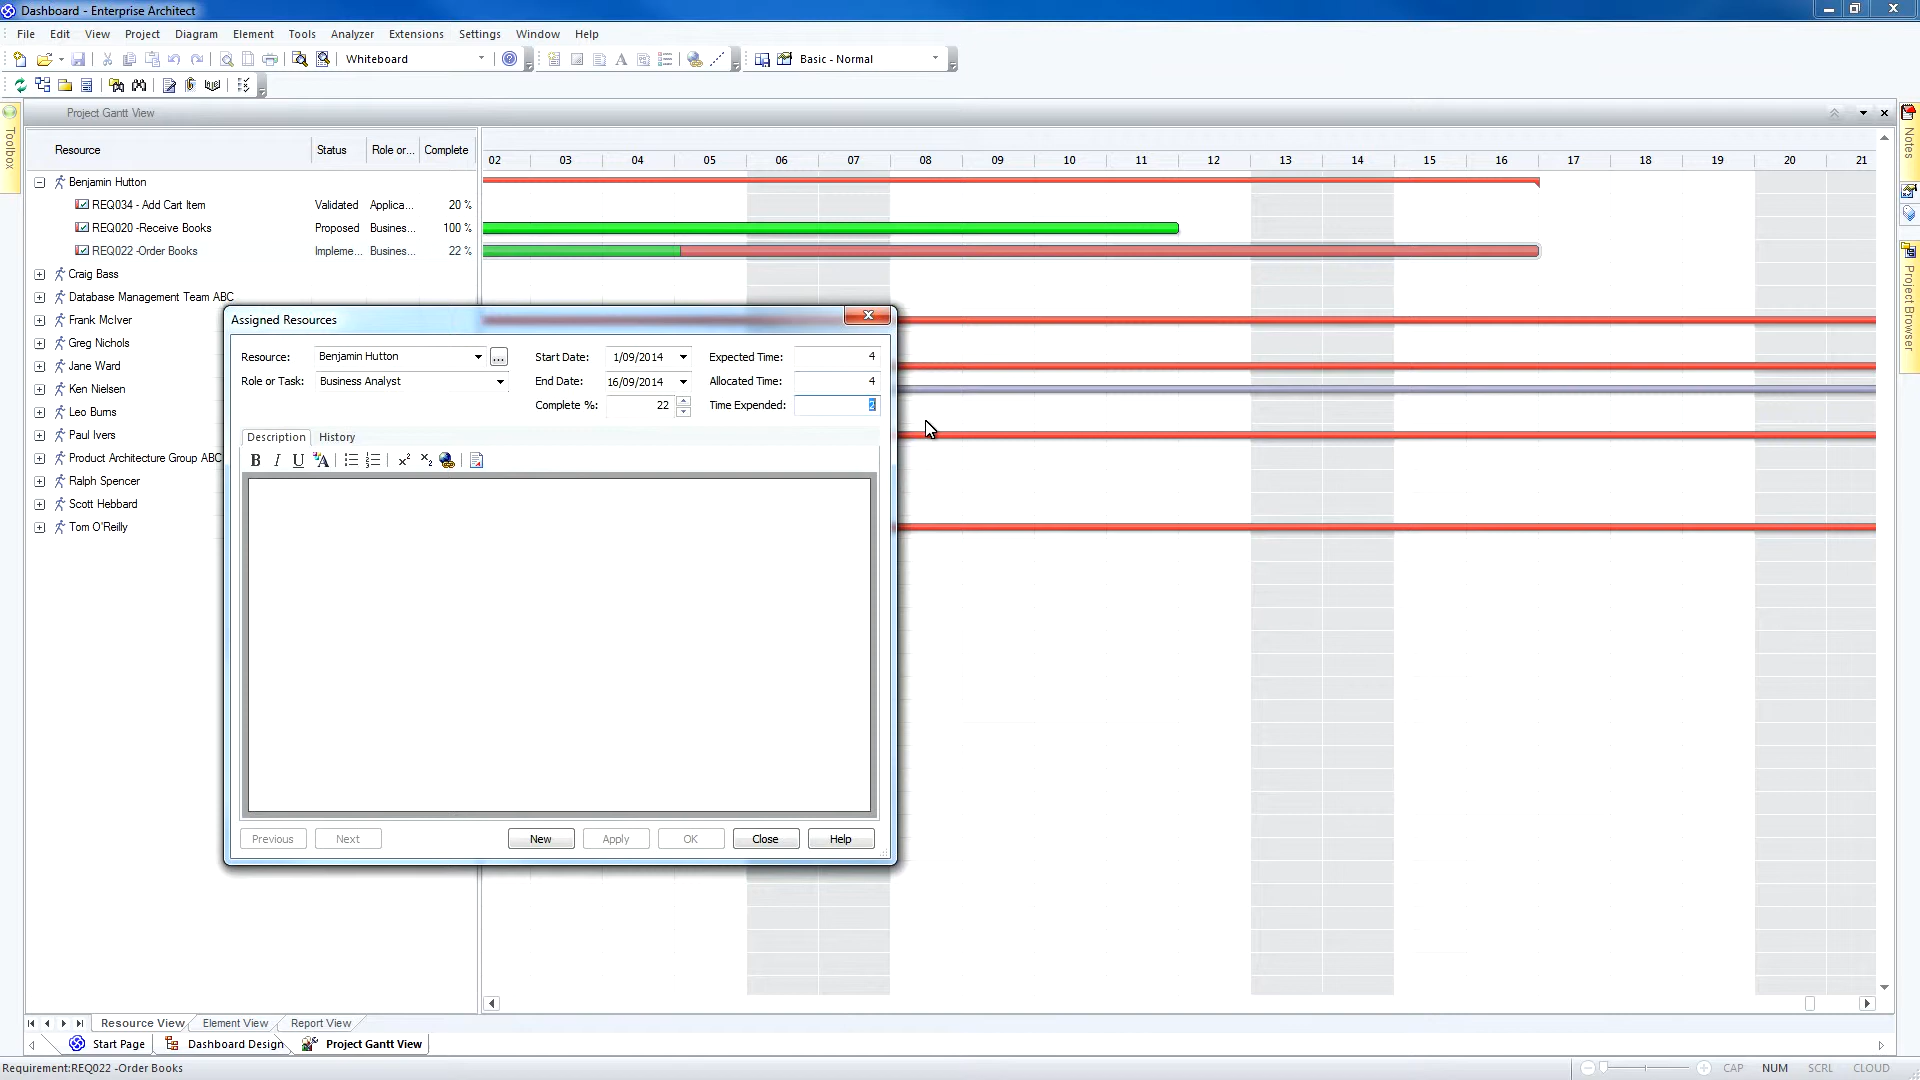 Dashboard - Enterprise Architect
File Edit View Project Diagram Element Tools Analyzer Extensions Settings Window Help
Whiteboard
Basic - Normal
Project Gantt View
Toolbox
Notes
Project Browser
Resource Status Role or... Complete
02 03 04 05 06 07 08 09 10 11 12 13 14 15 16 17 18 19 20 21
Benjamin Hutton
REQ034 - Add Cart Item Validated Applica... 20 %
REQ020 -Receive Books Proposed Busines... 100 %
REQ022 -Order Books Impleme... Busines... 22 %
Craig Bass
Database Management Team ABC
Frank McIver
Greg Nichols
Jane Ward
Ken Nielsen
Leo Burns
Paul Ivers
Product Architecture Group ABC
Ralph Spencer
Scott Hebbard
Tom O'Reilly
Assigned Resources
Resource: Benjamin Hutton ... Start Date: 1/09/2014 Expected Time: 4
Role or Task: Business Analyst End Date: 16/09/2014 Allocated Time: 4
Complete %: 22 Time Expended: 2
Description History
B I U A x² x₂
Previous Next New Apply OK Close Help
Resource View Element View Report View
Start Page Dashboard Design Project Gantt View
Requirement:REQ022 -Order Books CAP NUM SCRL CLOUD